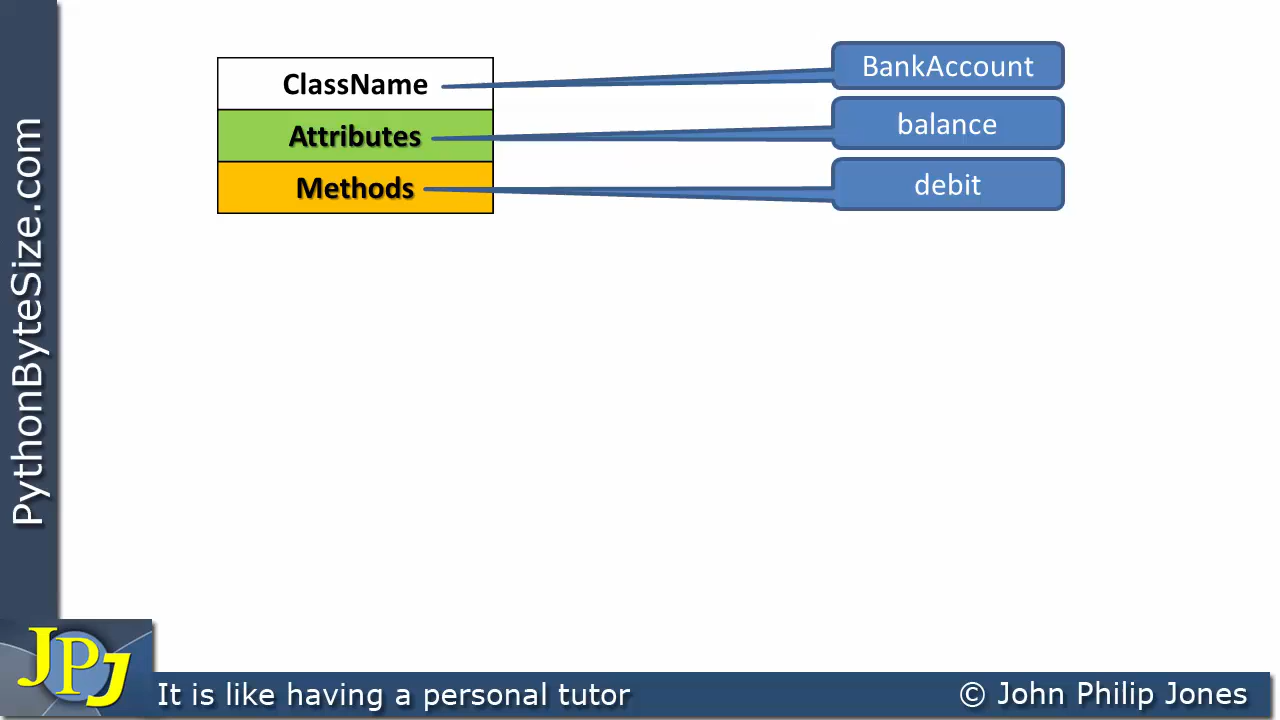 ClassName
BankAccount
Attributes
balance
Methods
debit
PythonByteSize.com
JPJ
It is like having a personal tutor
© John Philip Jones